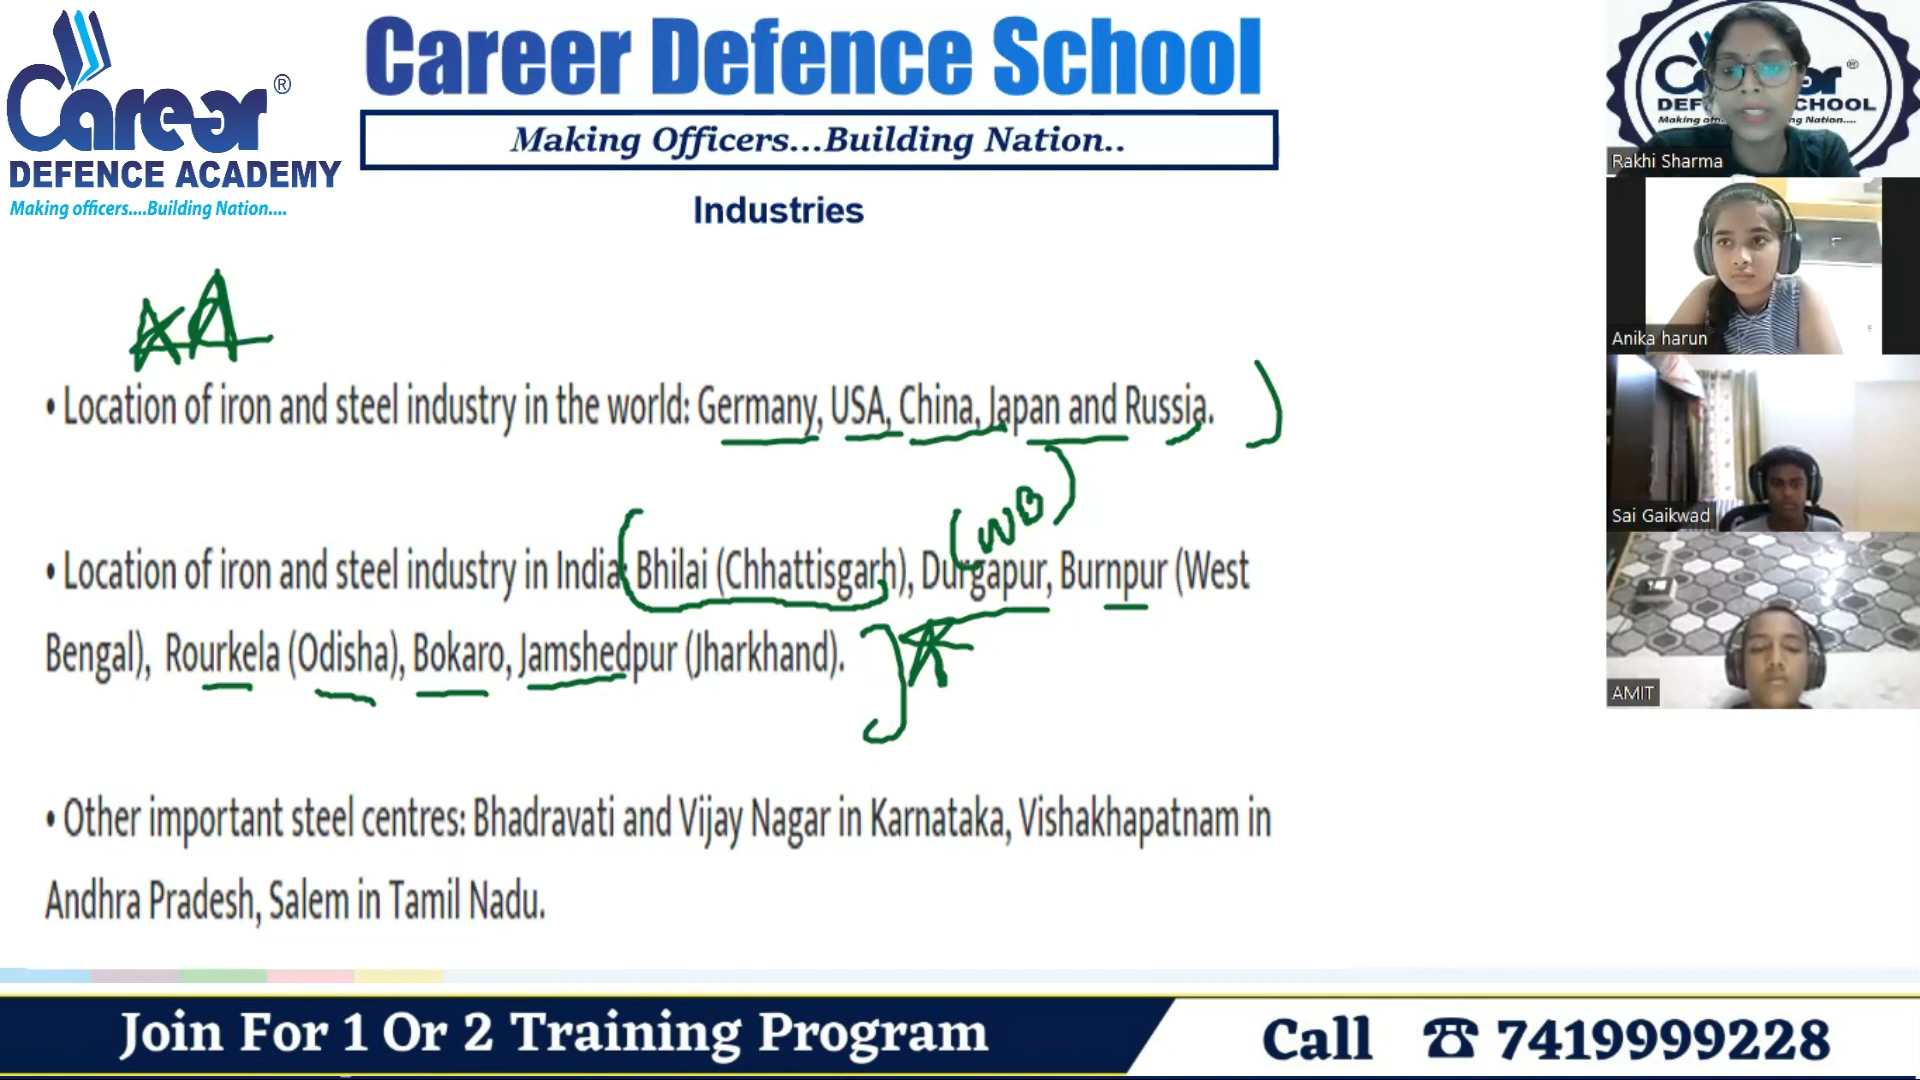 Career ®
DEFENCE ACADEMY
Making officers....Building Nation....
Career Defence School
Making Officers...Building Nation..
Industries
• Location of iron and steel industry in the world: Germany, USA, China, Japan and Russia.
(WB)
• Location of iron and steel industry in India: Bhilai (Chhattisgarh), Durgapur, Burnpur (West
Bengal), Rourkela (Odisha), Bokaro, Jamshedpur (Jharkhand).
• Other important steel centres: Bhadravati and Vijay Nagar in Karnataka, Vishakhapatnam in
Andhra Pradesh, Salem in Tamil Nadu.
Join For 1 Or 2 Training Program
Call ☎ 7419999228
Rakhi Sharma
Anika harun
Sai Gaikwad
AMIT